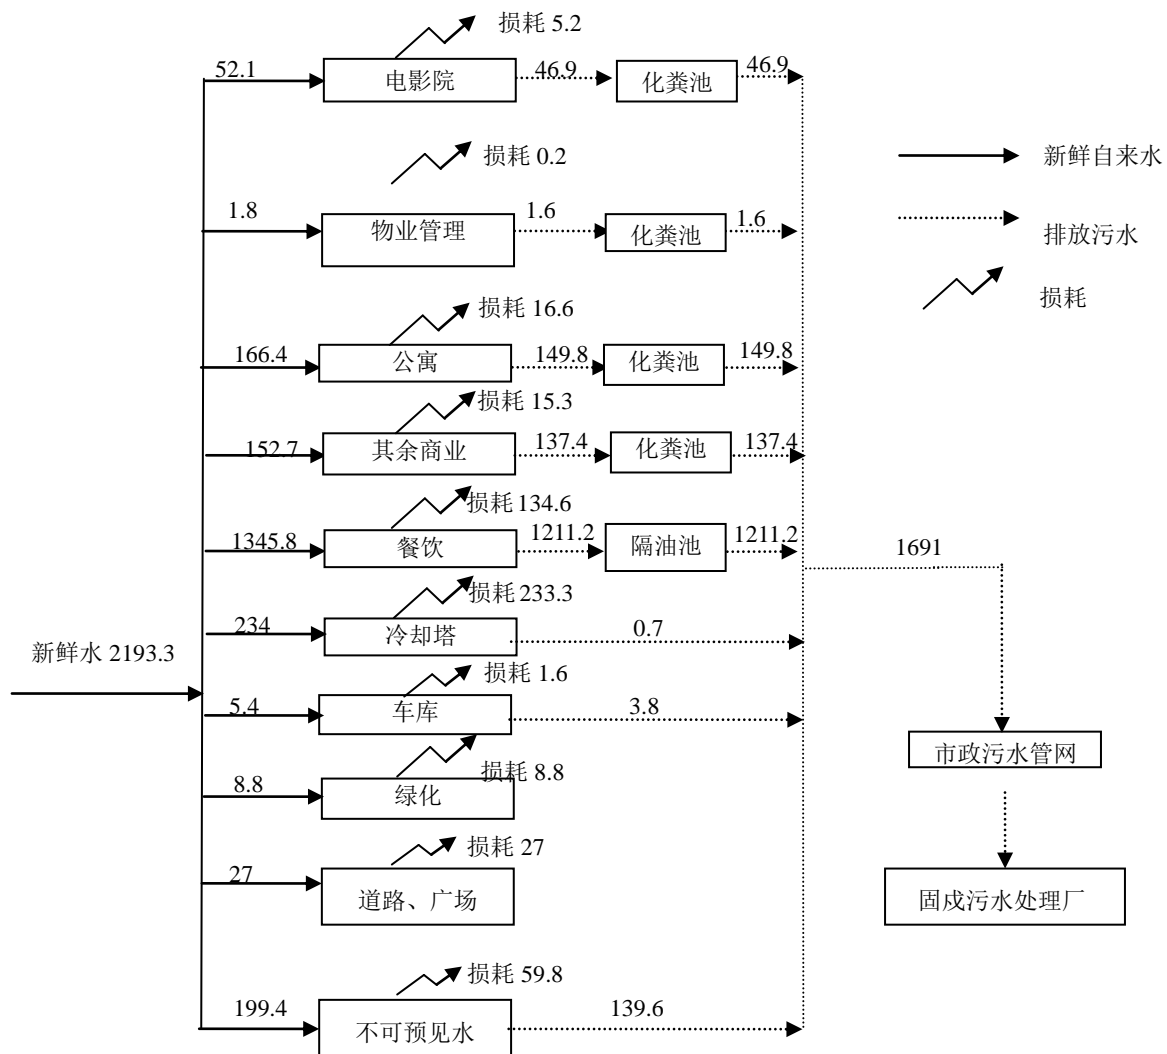 损耗 5.2
52.1
电影院
46.9
化粪池
46.9
损耗 0.2
1.8
物业管理
1.6
化粪池
1.6
新鲜自来水
排放污水
损耗
损耗 16.6
166.4
公寓
149.8
化粪池
149.8
损耗 15.3
152.7
其余商业
137.4
化粪池
137.4
损耗 134.6
1345.8
餐饮
1211.2
隔油池
1211.2
1691
损耗 233.3
234
冷却塔
0.7
新鲜水 2193.3
损耗 1.6
5.4
车库
3.8
市政污水管网
损耗 8.8
8.8
绿化
损耗 27
27
道路、广场
固戍污水处理厂
损耗 59.8
199.4
不可预见水
139.6